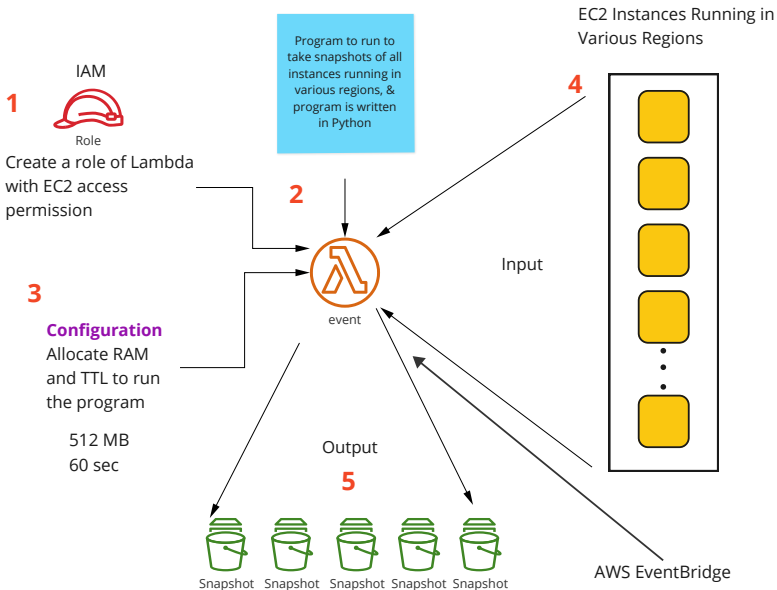 EC2 Instances Running in
Various Regions
Program to run to
take snapshots of all
instances running in
various regions, &
program is written
in Python
IAM
1
Role
Create a role of Lambda
with EC2 access
permission
2
4
event
Input
3
Configuration
Allocate RAM
and TTL to run
the program
512 MB
60 sec
Output
5
Snapshot Snapshot Snapshot Snapshot Snapshot
AWS EventBridge